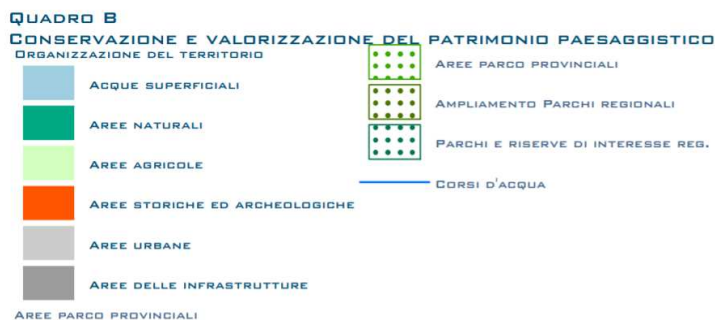 QUADRO B
CONSERVAZIONE E VALORIZZAZIONE DEL PATRIMONIO PAESAGGISTICO
ORGANIZZAZIONE DEL TERRITORIO
ACQUE SUPERFICIALI
AREE NATURALI
AREE AGRICOLE
AREE STORICHE ED ARCHEOLOGICHE
AREE URBANE
AREE DELLE INFRASTRUTTURE
AREE PARCO PROVINCIALI
AREE PARCO PROVINCIALI
AMPLIAMENTO PARCHI REGIONALI
PARCHI E RISERVE DI INTERESSE REG.
CORSI D'ACQUA